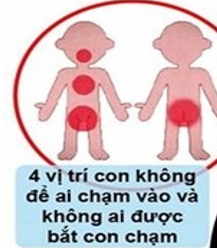 4 vị trí con không
để ai chạm vào và
không ai được
bắt con chạm